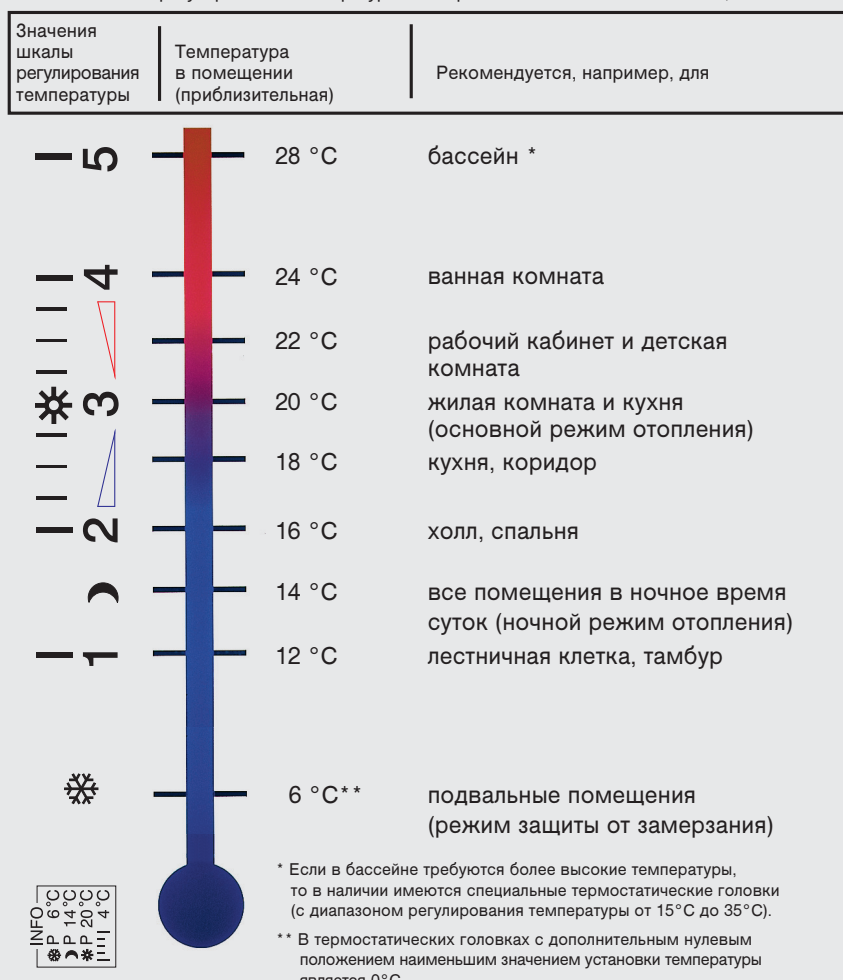 Значения
шкалы
регулирования
температуры
Температура
в помещении
(приблизительная)
Рекомендуется, например, для
5 28 °C бассейн *
4 24 °C ванная комната
22 °C рабочий кабинет и детская
комната
3 20 °C жилая комната и кухня
(основной режим отопления)
18 °C кухня, коридор
2 16 °C холл, спальня
14 °C все помещения в ночное время
суток (ночной режим отопления)
1 12 °C лестничная клетка, тамбур
6 °C** подвальные помещения
(режим защиты от замерзания)
* Если в бассейне требуются более высокие температуры,
то в наличии имеются специальные термостатические головки
(с диапазоном регулирования температуры от 15°C до 35°C).
** В термостатических головках с дополнительным нулевым
положением наименьшим значением установки температуры
является 0°C
INFO
P 6°C
P 14°C
P 20°C
4°C